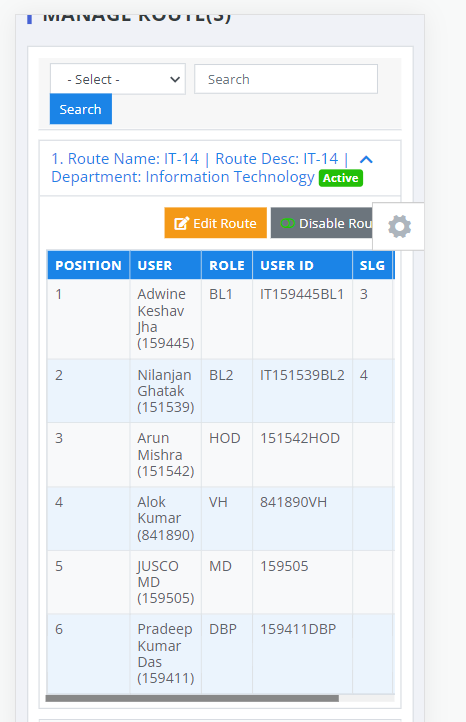 MANAGE ROUTE(S)
- Select -
Search
Search
1. Route Name: IT-14 | Route Desc: IT-14 |
Department: Information Technology Active
Edit Route
Disable Rou
POSITION USER ROLE USER ID SLG
1 Adwine Keshav Jha (159445) BL1 IT159445BL1 3
2 Nilanjan Ghatak (151539) BL2 IT151539BL2 4
3 Arun Mishra (151542) HOD 151542HOD
4 Alok Kumar (841890) VH 841890VH
5 JUSCO MD (159505) MD 159505
6 Pradeep Kumar Das (159411) DBP 159411DBP